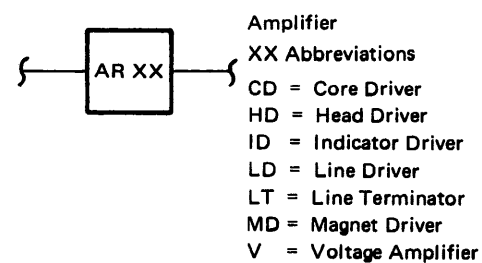 Amplifier
AR XX
XX Abbreviations
CD = Core Driver
HD = Head Driver
ID = Indicator Driver
LD = Line Driver
LT = Line Terminator
MD = Magnet Driver
V = Voltage Amplifier